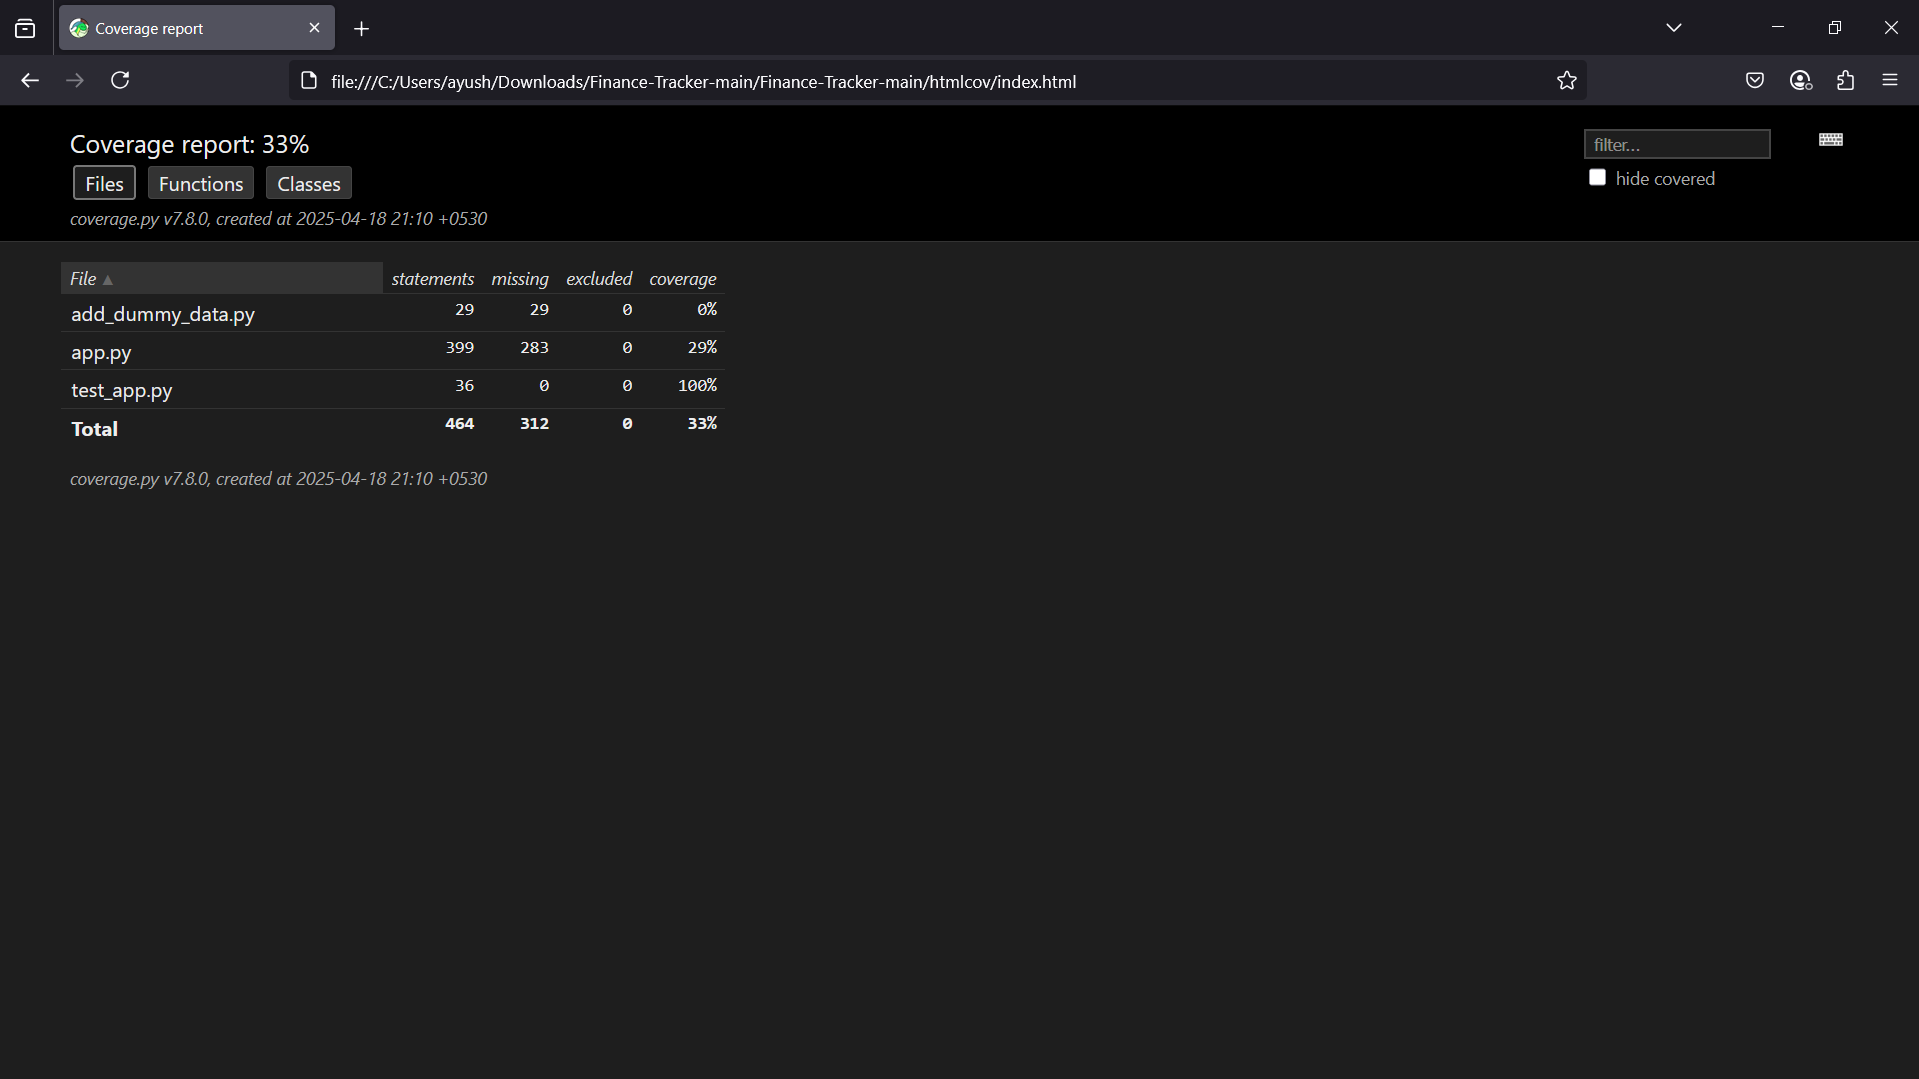 Coverage report
file:///C:/Users/ayush/Downloads/Finance-Tracker-main/Finance-Tracker-main/htmlcov/index.html
Coverage report: 33%
filter...
Files Functions Classes
hide covered
coverage.py v7.8.0, created at 2025-04-18 21:10 +0530
File ▲ statements missing excluded coverage
add_dummy_data.py 29 29 0 0%
app.py 399 283 0 29%
test_app.py 36 0 0 100%
Total 464 312 0 33%
coverage.py v7.8.0, created at 2025-04-18 21:10 +0530